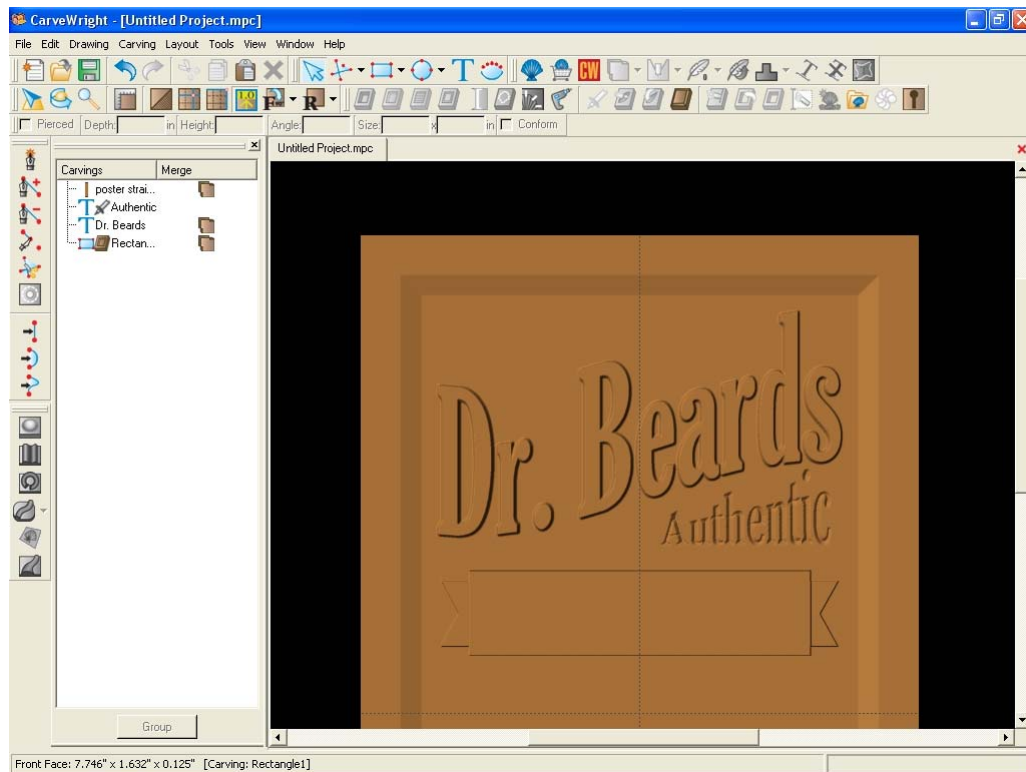 CarveWright - [Untitled Project.mpc]
File Edit Drawing Carving Layout Tools View Window Help
T CW
F R
Pierced Depth: in Height: Angle: Size: x in Conform
Untitled Project.mpc
Carvings Merge
poster strai...
T Authentic
T Dr. Beards
Rectan...
Dr. Beards
Authentic
Group
Front Face: 7.746" x 1.632" x 0.125" [Carving: Rectangle1]